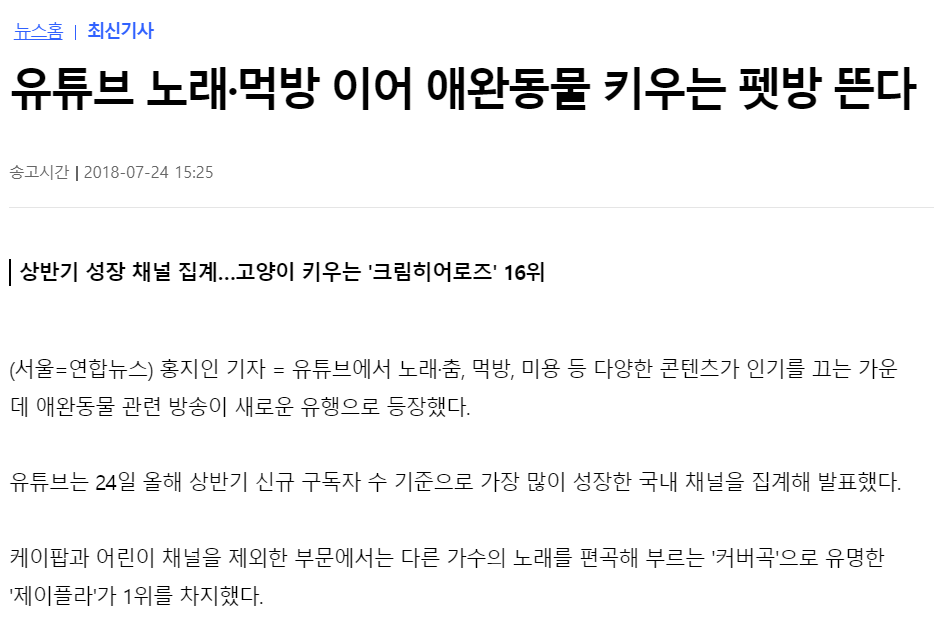 뉴스홈 | 최신기사
유튜브 노래·먹방 이어 애완동물 키우는 펫방 뜬다
송고시간 | 2018-07-24 15:25
상반기 성장 채널 집계…고양이 키우는 '크림히어로즈' 16위
(서울=연합뉴스) 홍지인 기자 = 유튜브에서 노래·춤, 먹방, 미용 등 다양한 콘텐츠가 인기를 끄는 가운
데 애완동물 관련 방송이 새로운 유행으로 등장했다.
유튜브는 24일 올해 상반기 신규 구독자 수 기준으로 가장 많이 성장한 국내 채널을 집계해 발표했다.
케이팝과 어린이 채널을 제외한 부문에서는 다른 가수의 노래를 편곡해 부르는 '커버곡'으로 유명한
'제이플라'가 1위를 차지했다.